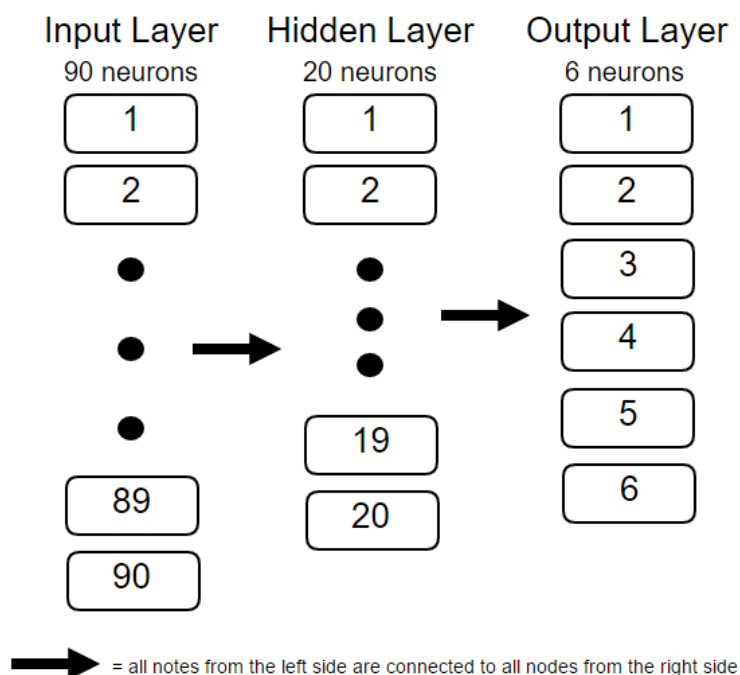 Input Layer
90 neurons
1
2
89
90
Hidden Layer
20 neurons
1
2
19
20
Output Layer
6 neurons
1
2
3
4
5
6
= all notes from the left side are connected to all nodes from the right side